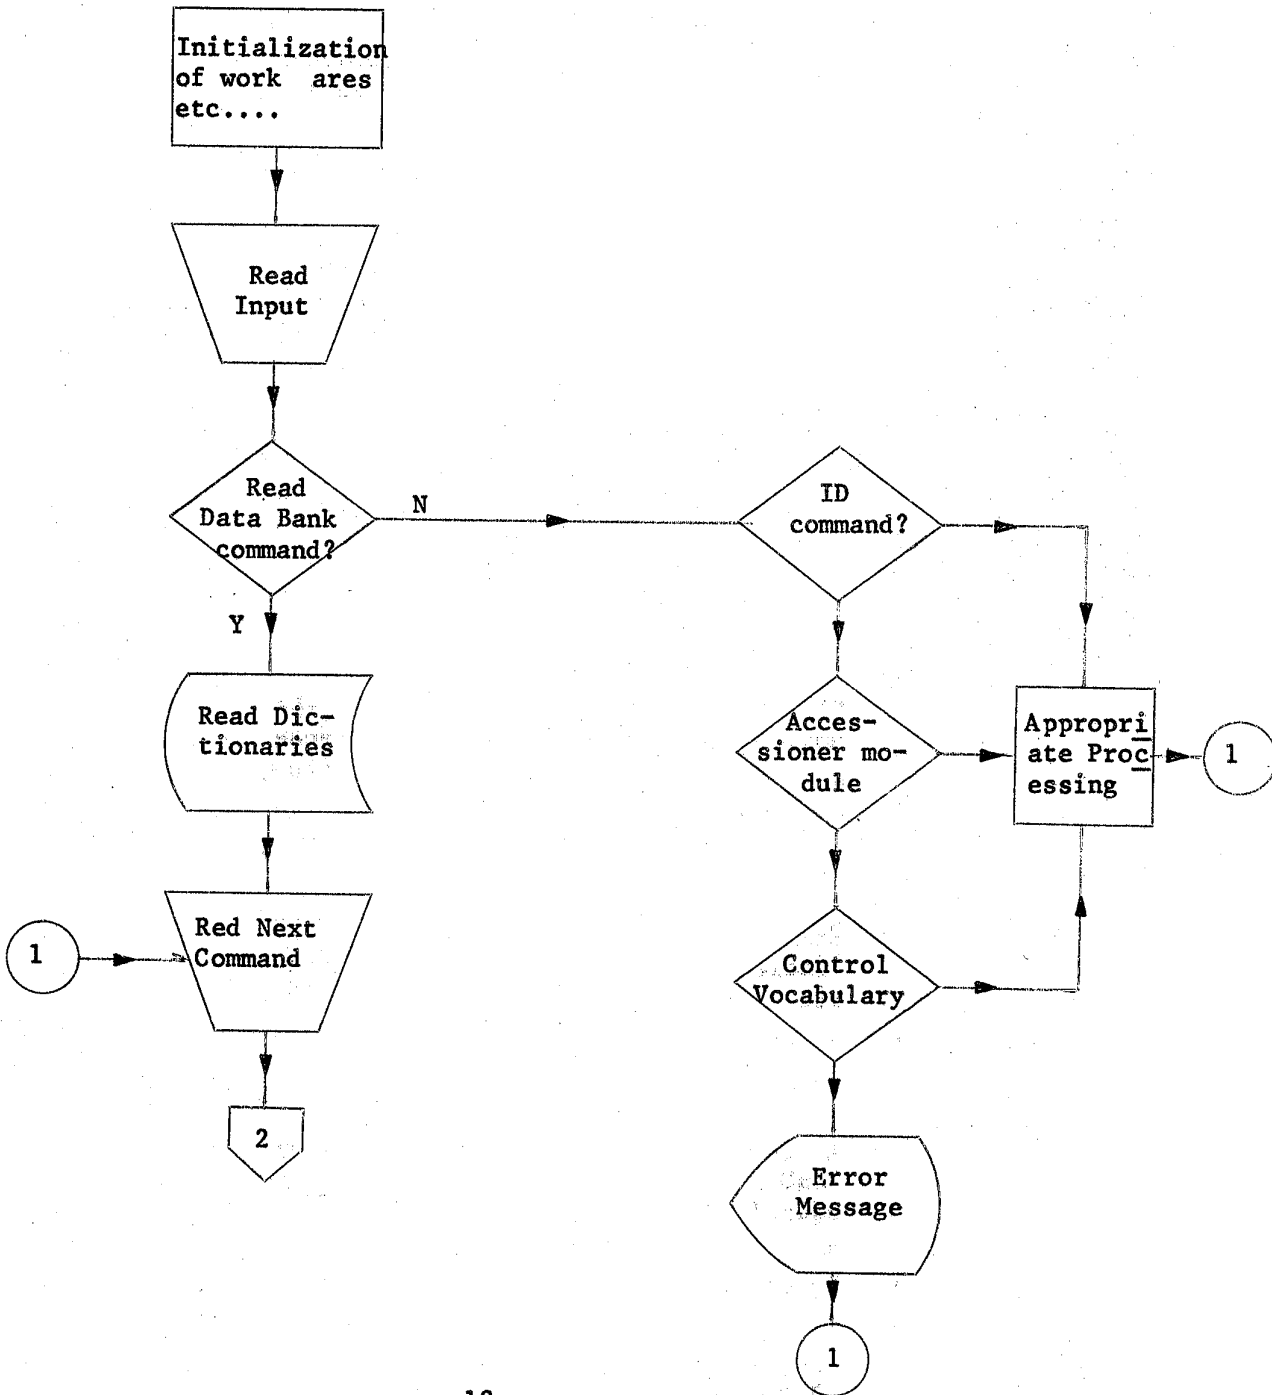 Initialization
of work ares
etc....
Read
Input
Read
Data Bank
command?
N
Y
Read Dic-
tionaries
1
Red Next
Command
2
ID
command?
Acces-
sioner mo-
dule
Appropri
ate Proc
essing
1
Control
Vocabulary
Error
Message
1